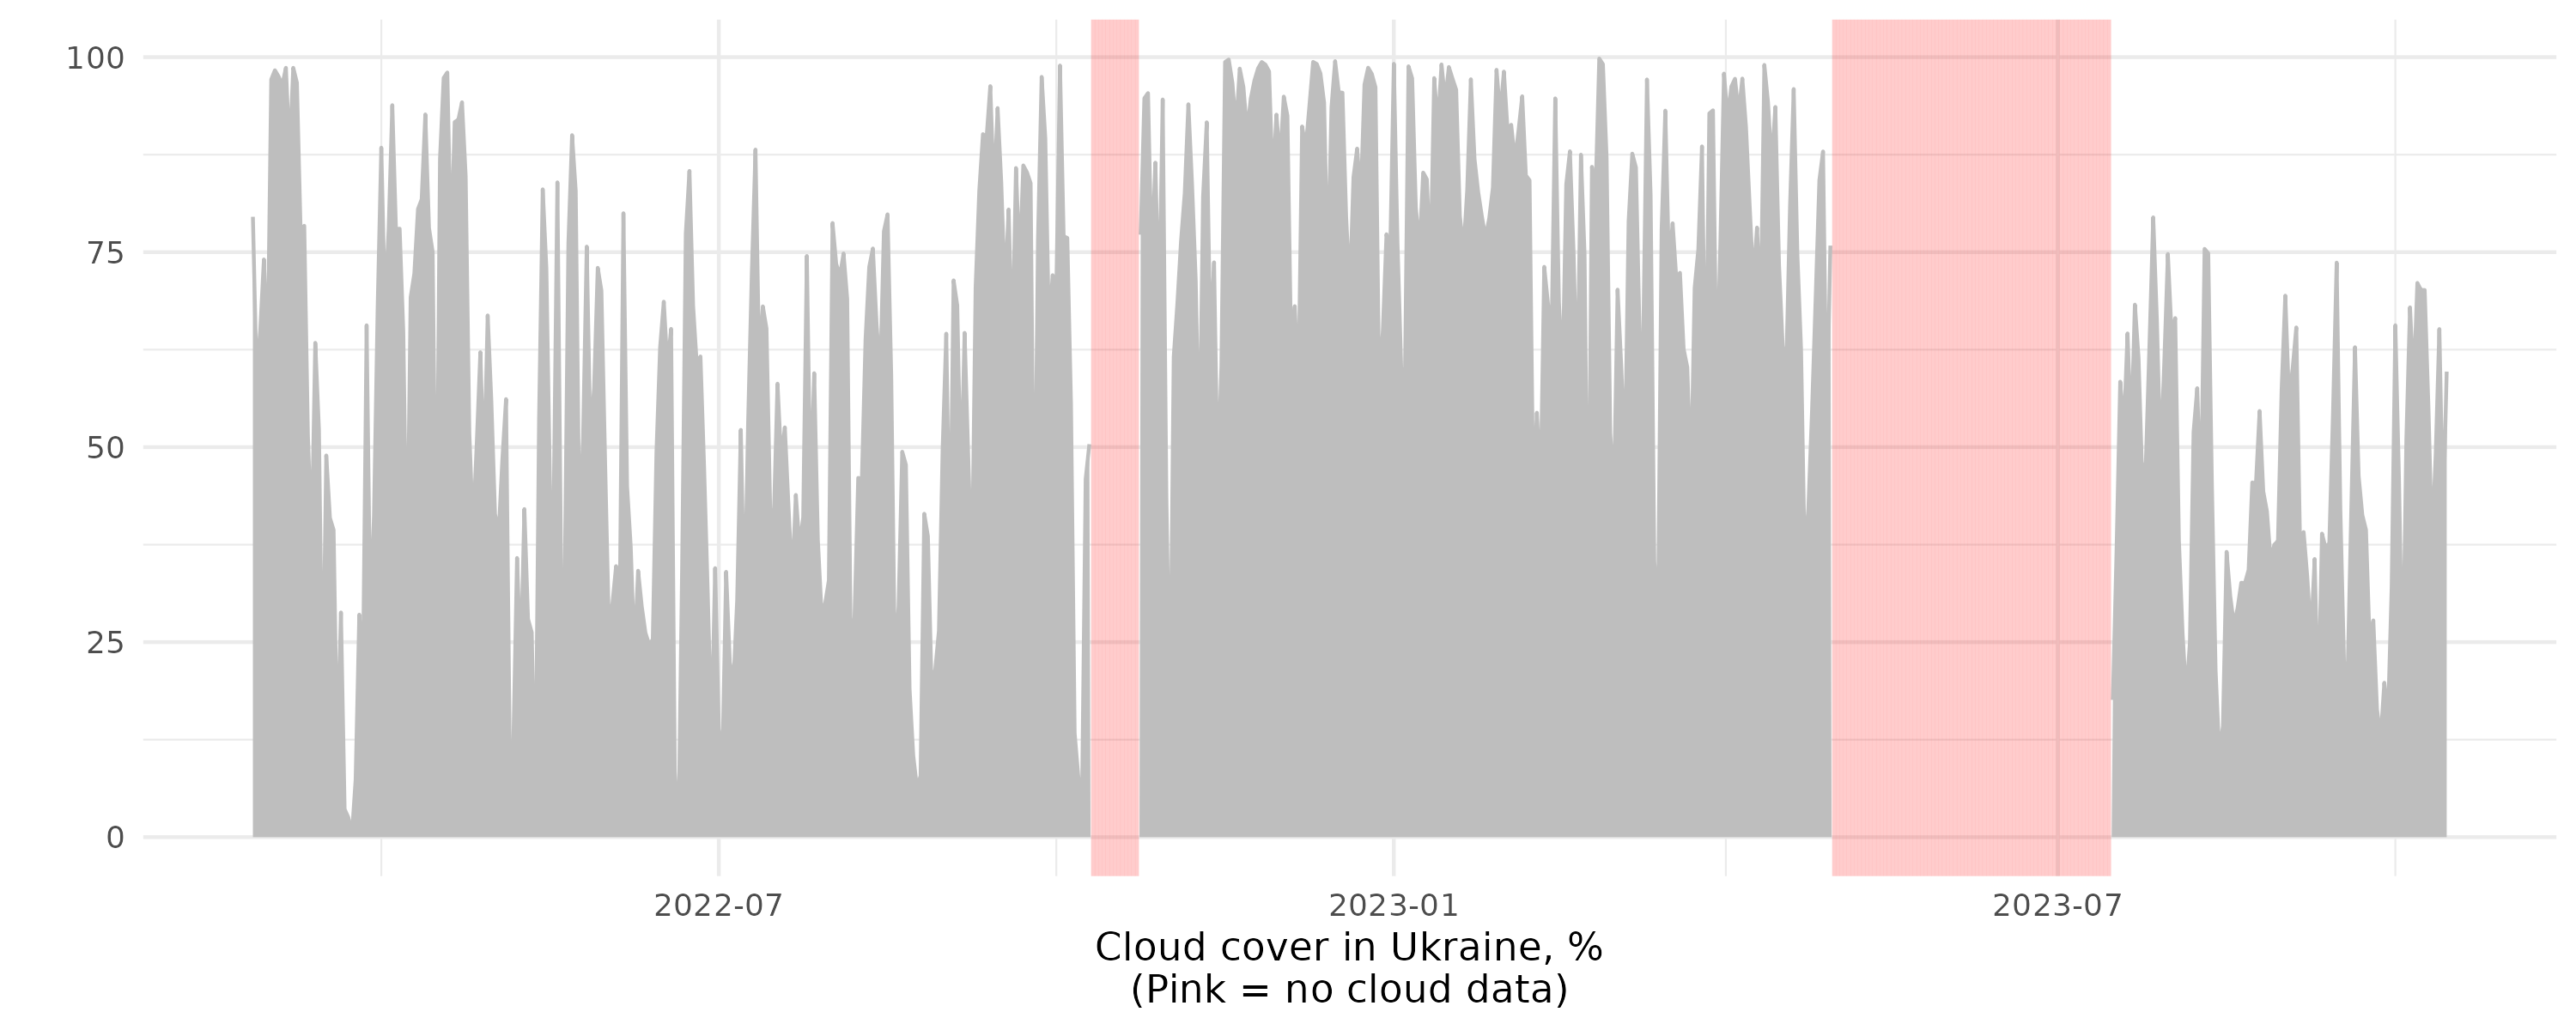 100
75
50
25
0
2022-07 2023-01 2023-07
Cloud cover in Ukraine, %
(Pink = no cloud data)